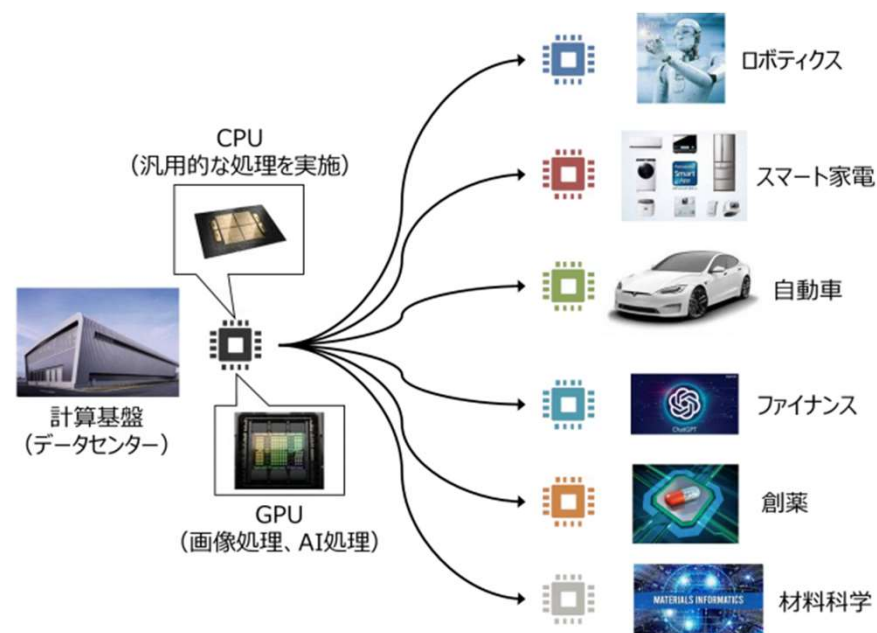 CPU
（汎用的な処理を実施）
計算基盤
（データセンター）
GPU
（画像処理、AI処理）
ロボティクス
Smart
スマート家電
自動車
ChatGPT
ファイナンス
創薬
MATERIALS INFORMATICS
材料科学